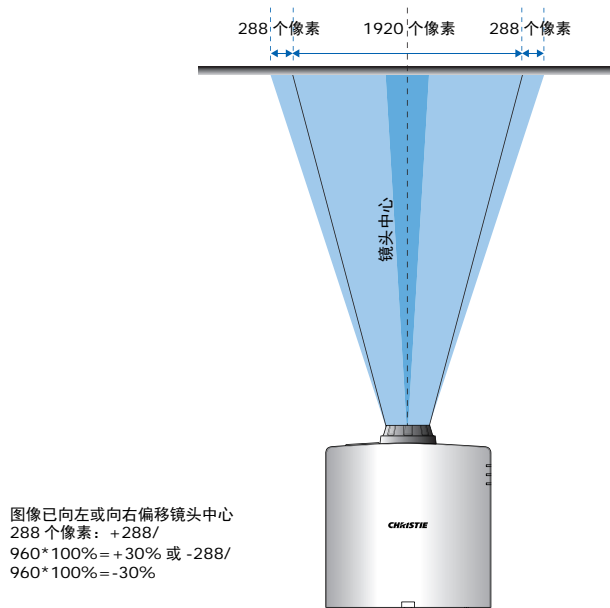 288 个像素 1920 个像素 288 个像素
镜头中心
CHRISTIE
图像已向左或向右偏移镜头中心
288 个像素：+288/
960*100%=+30% 或 -288/
960*100%=-30%